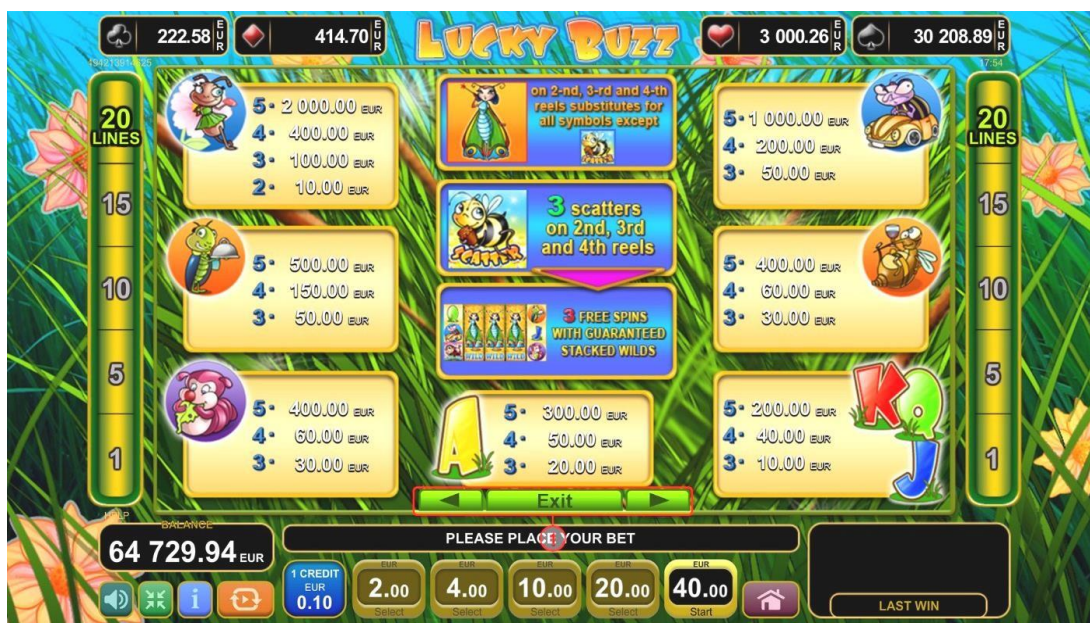 222.58 EUR
414.70 EUR
LUCKY BUZZ
3 000.26 EUR
30 208.89 EUR
17:54
20
LINES
15
10
5
1
5• 2 000.00 EUR
4• 400.00 EUR
3• 100.00 EUR
2• 10.00 EUR
on 2-nd, 3-rd and 4-th
reels substitutes for
all symbols except
5• 1 000.00 EUR
4• 200.00 EUR
3• 50.00 EUR
20
LINES
15
10
5
1
5• 500.00 EUR
4• 150.00 EUR
3• 50.00 EUR
SCATTER
3 scatters
on 2nd, 3rd
and 4th reels
5• 400.00 EUR
4• 60.00 EUR
3• 30.00 EUR
WILD WILD WILD
3 FREE SPINS
WITH GUARANTEED
STACKED WILDS
5• 400.00 EUR
4• 60.00 EUR
3• 30.00 EUR
A
5• 300.00 EUR
4• 50.00 EUR
3• 20.00 EUR
5• 200.00 EUR
4• 40.00 EUR
3• 10.00 EUR
K
Q
J
Exit
HELP
BALANCE
64 729.94 EUR
PLEASE PLACE YOUR BET
1 CREDIT
EUR
0.10
EUR
2.00
Select
EUR
4.00
Select
EUR
10.00
Select
EUR
20.00
Select
EUR
40.00
Start
LAST WIN